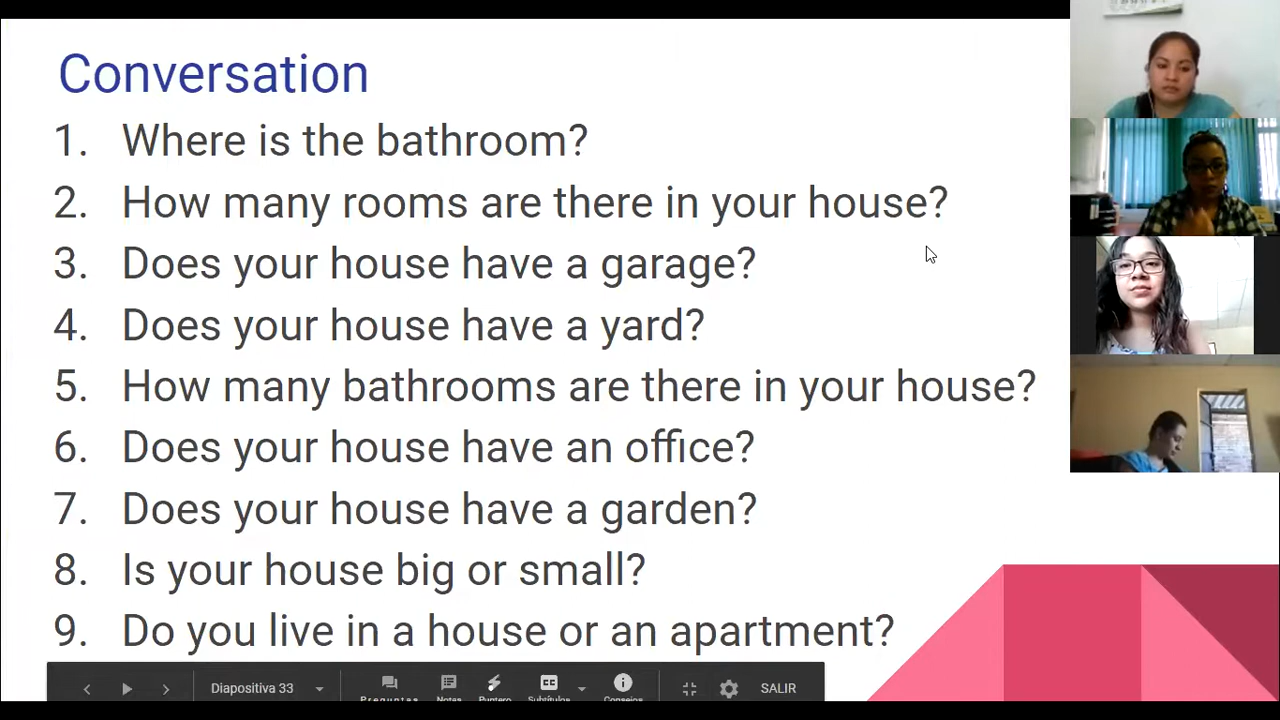 Conversation
1. Where is the bathroom?
2. How many rooms are there in your house?
3. Does your house have a garage?
4. Does your house have a yard?
5. How many bathrooms are there in your house?
6. Does your house have an office?
7. Does your house have a garden?
8. Is your house big or small?
9. Do you live in a house or an apartment?
Diapositiva 33 Preguntas Notas Puntero Subtítulos Consejos SALIR